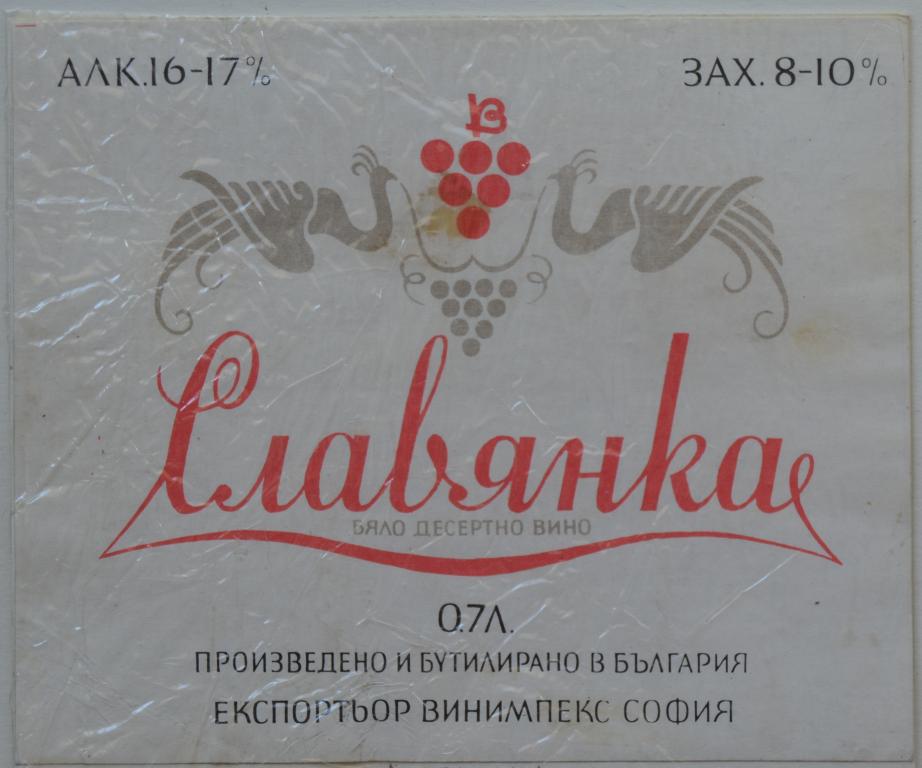 АЛК.16-17%
ЗАХ. 8-10%
В
Славянка
БЯЛО ДЕСЕРТНО ВИНО
0.7Л.
ПРОИЗВЕДЕНО И БУТИЛИРАНО В БЪЛГАРИЯ
ЕКСПОРТЬОР ВИНИМПЕКС СОФИЯ